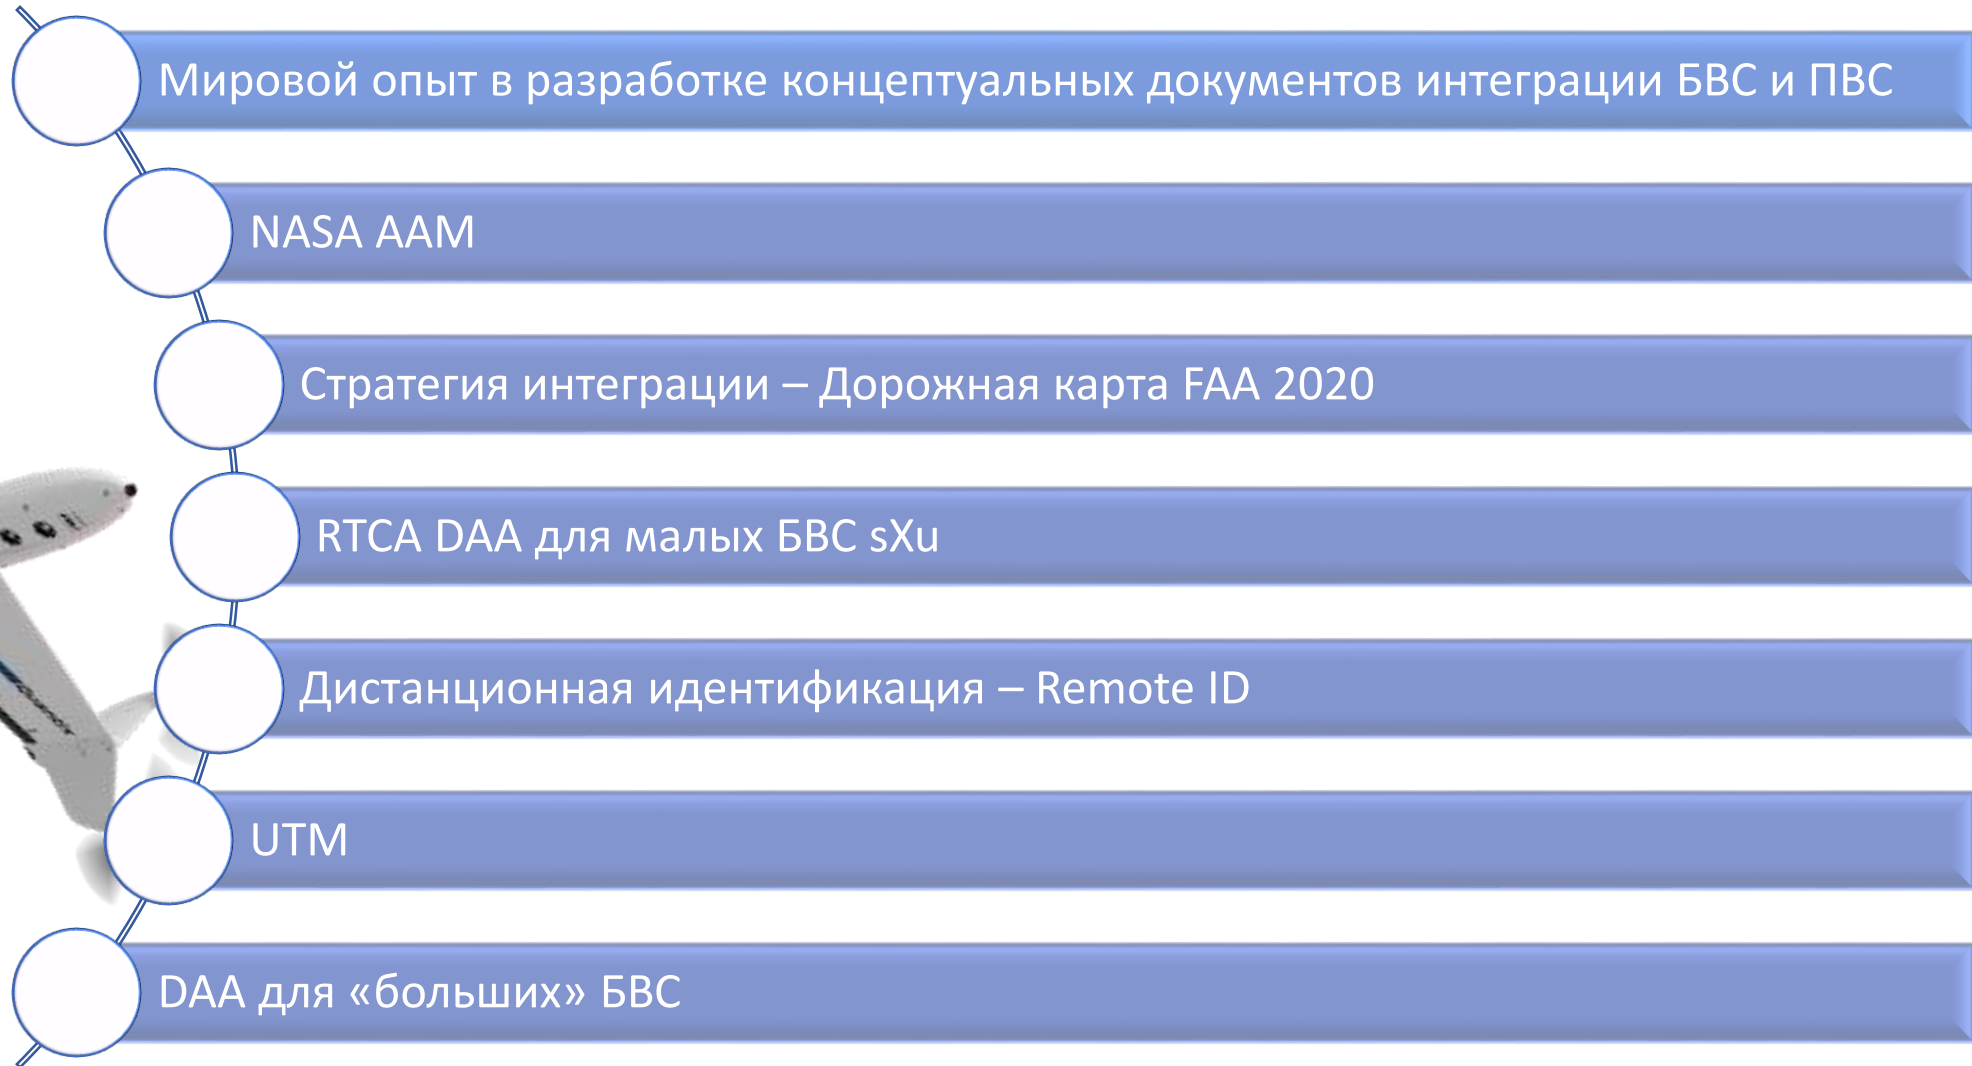 Мировой опыт в разработке концептуальных документов интеграции БВС и ПВС
NASA AAM
Стратегия интеграции – Дорожная карта FAA 2020
RTCA DAA для малых БВС sXu
Дистанционная идентификация – Remote ID
UTM
DAA для «больших» БВС